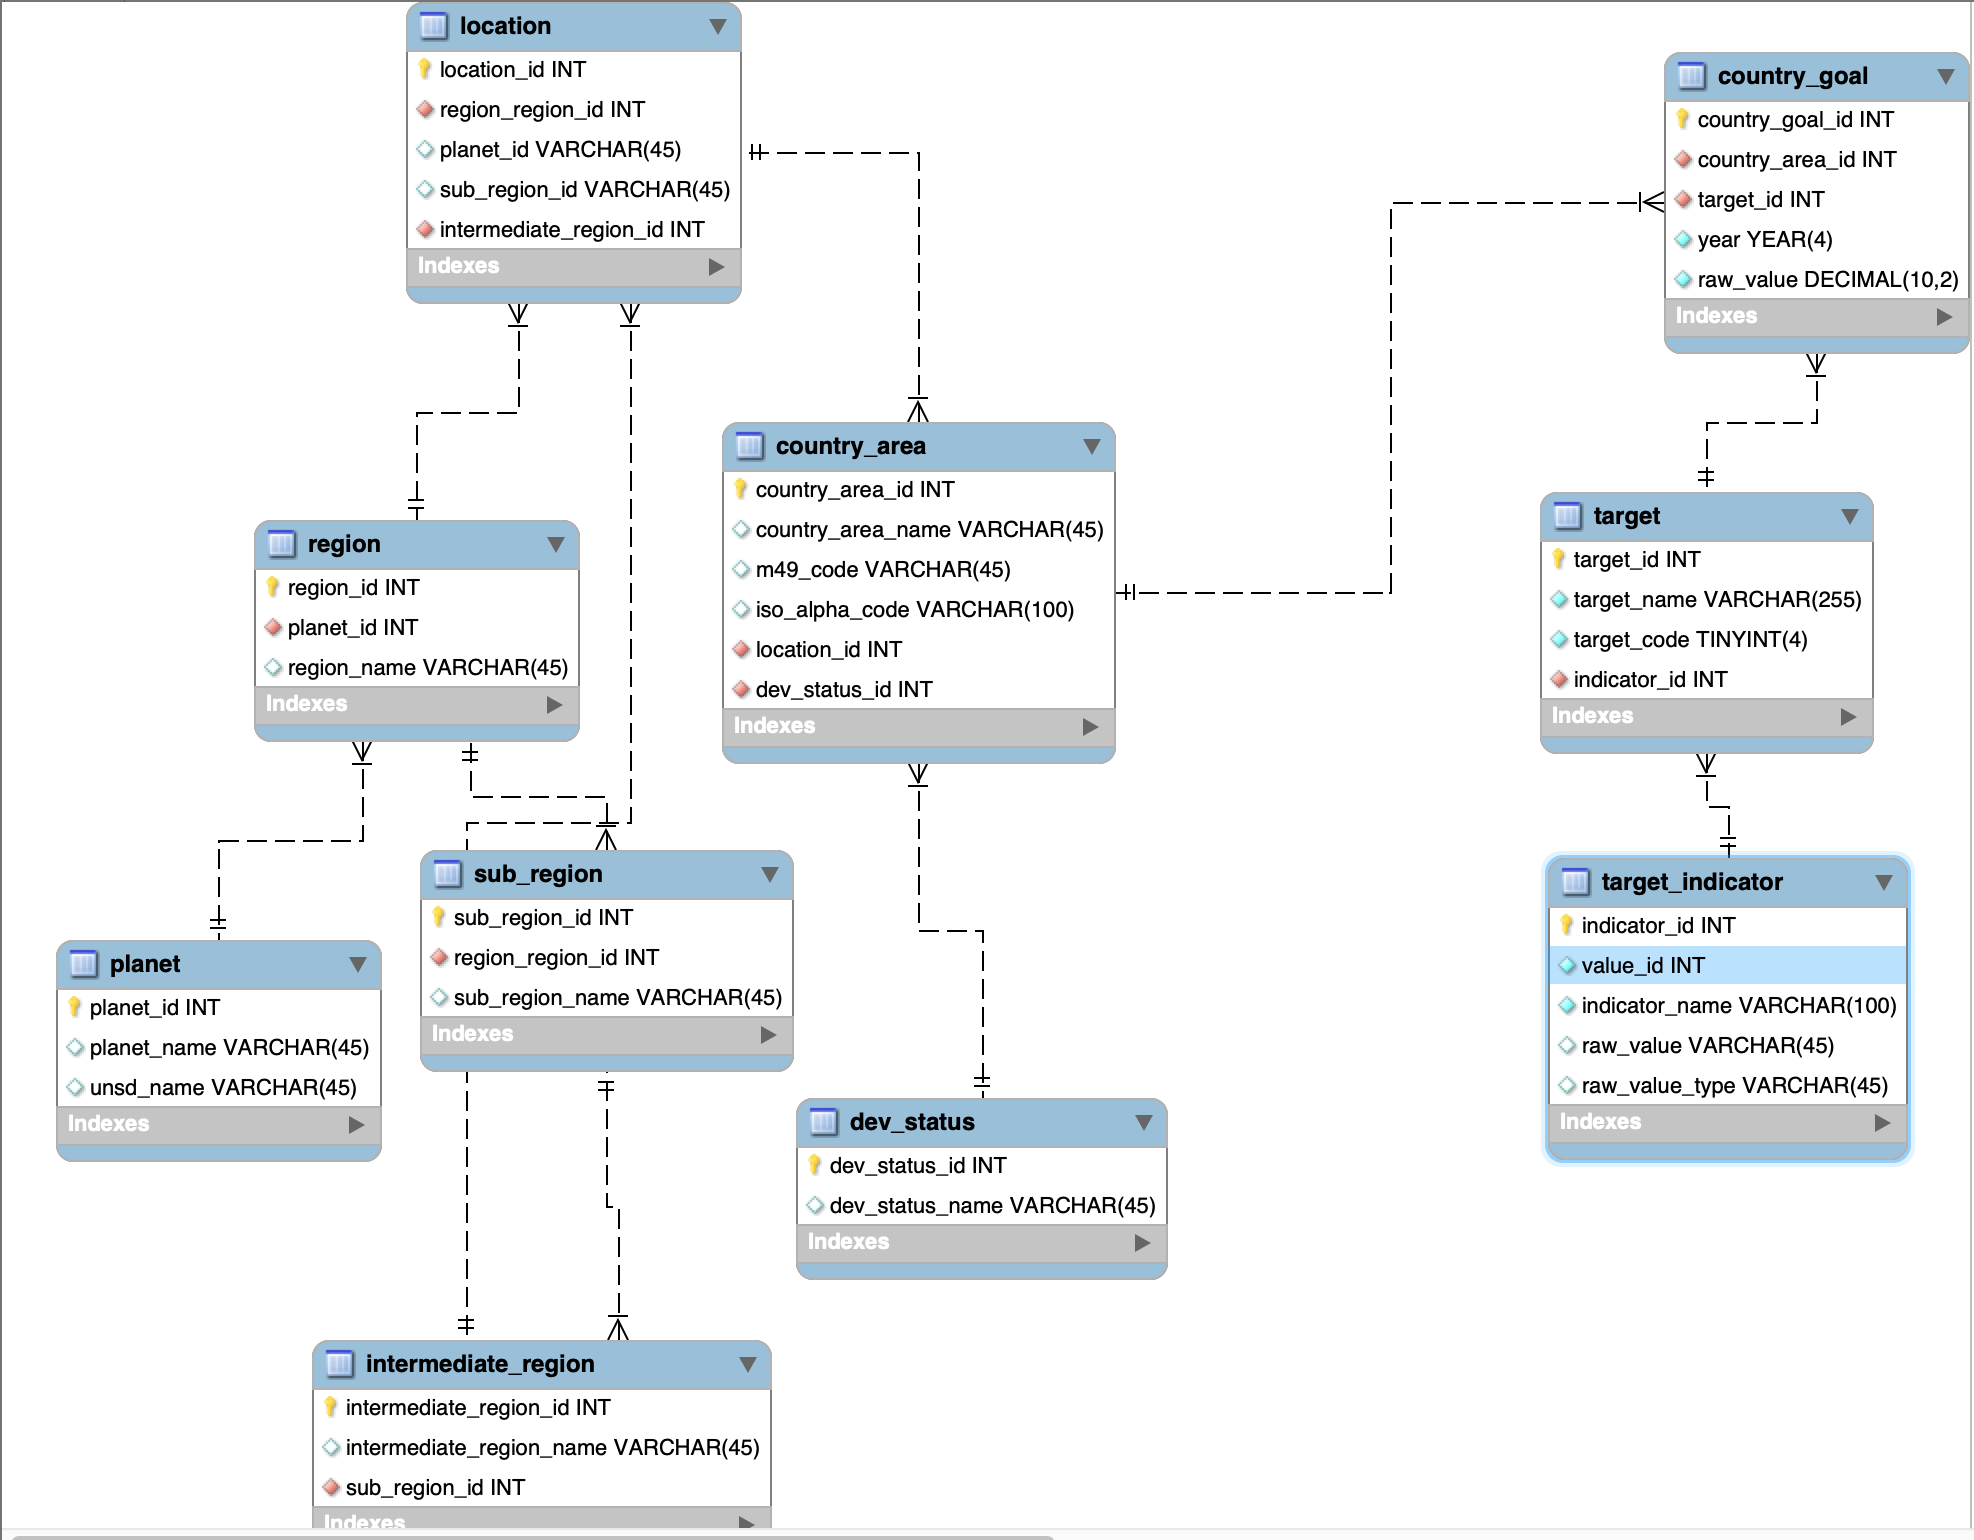 location
location_id INT
region_region_id INT
planet_id VARCHAR(45)
sub_region_id VARCHAR(45)
intermediate_region_id INT
Indexes
country_goal
country_goal_id INT
country_area_id INT
target_id INT
year YEAR(4)
raw_value DECIMAL(10,2)
Indexes
country_area
country_area_id INT
country_area_name VARCHAR(45)
m49_code VARCHAR(45)
iso_alpha_code VARCHAR(100)
location_id INT
dev_status_id INT
Indexes
target
target_id INT
target_name VARCHAR(255)
target_code TINYINT(4)
indicator_id INT
Indexes
region
region_id INT
planet_id INT
region_name VARCHAR(45)
Indexes
sub_region
sub_region_id INT
region_region_id INT
sub_region_name VARCHAR(45)
Indexes
target_indicator
indicator_id INT
value_id INT
indicator_name VARCHAR(100)
raw_value VARCHAR(45)
raw_value_type VARCHAR(45)
Indexes
planet
planet_id INT
planet_name VARCHAR(45)
unsd_name VARCHAR(45)
Indexes
dev_status
dev_status_id INT
dev_status_name VARCHAR(45)
Indexes
intermediate_region
intermediate_region_id INT
intermediate_region_name VARCHAR(45)
sub_region_id INT
Indexes